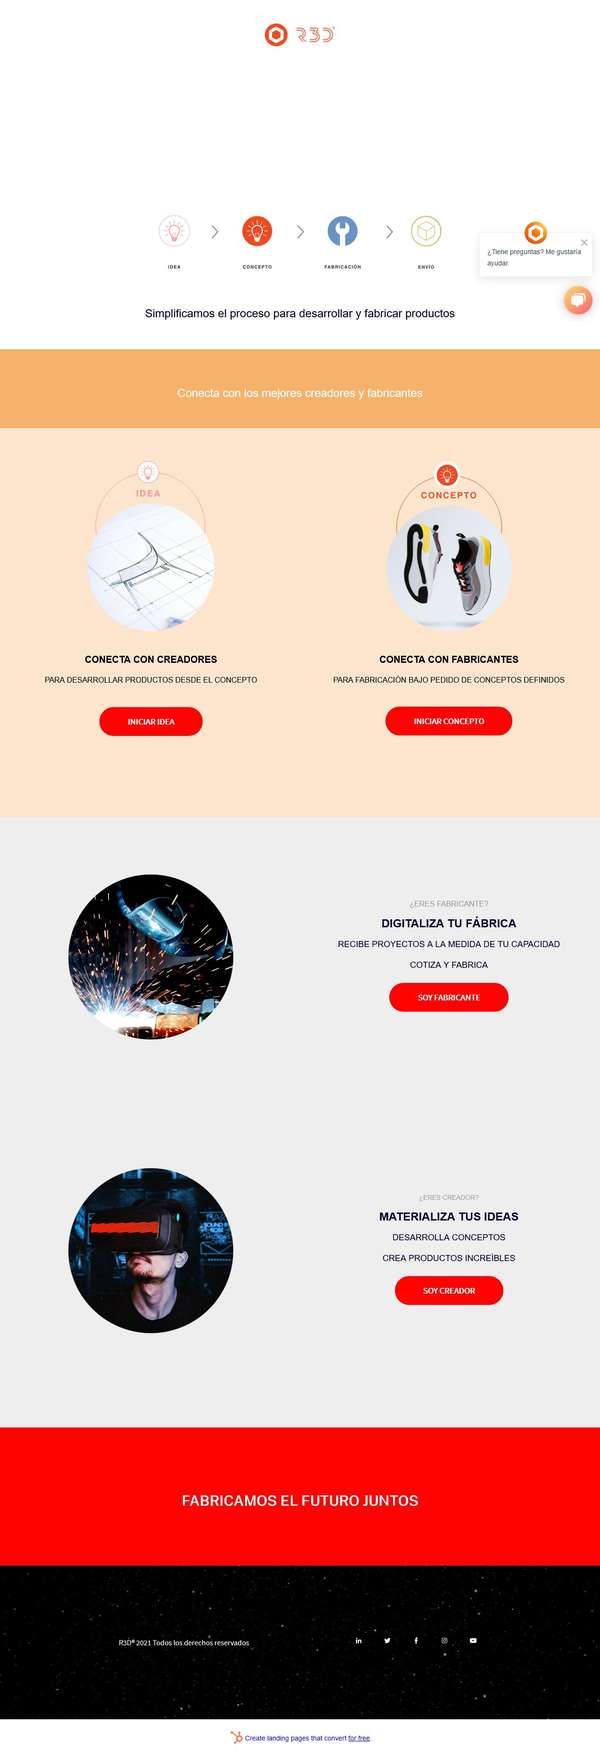 R3D
IDEA
CONCEPTO
FABRICACIÓN
ENVÍO
¿Tiene preguntas? Me gustaría
ayudar.
Simplificamos el proceso para desarrollar y fabricar productos
Conecta con los mejores creadores y fabricantes
IDEA
CONCEPTO
CONECTA CON CREADORES
PARA DESARROLLAR PRODUCTOS DESDE EL CONCEPTO
INICIAR IDEA
CONECTA CON FABRICANTES
PARA FABRICACIÓN BAJO PEDIDO DE CONCEPTOS DEFINIDOS
INICIAR CONCEPTO
¿ERES FABRICANTE?
DIGITALIZA TU FÁBRICA
RECIBE PROYECTOS A LA MEDIDA DE TU CAPACIDAD
COTIZA Y FABRICA
SOY FABRICANTE
¿ERES CREADOR?
MATERIALIZA TUS IDEAS
DESARROLLA CONCEPTOS
CREA PRODUCTOS INCREÍBLES
SOY CREADOR
FABRICAMOS EL FUTURO JUNTOS
R3D® 2021 Todos los derechos reservados
Create landing pages that convert for free.